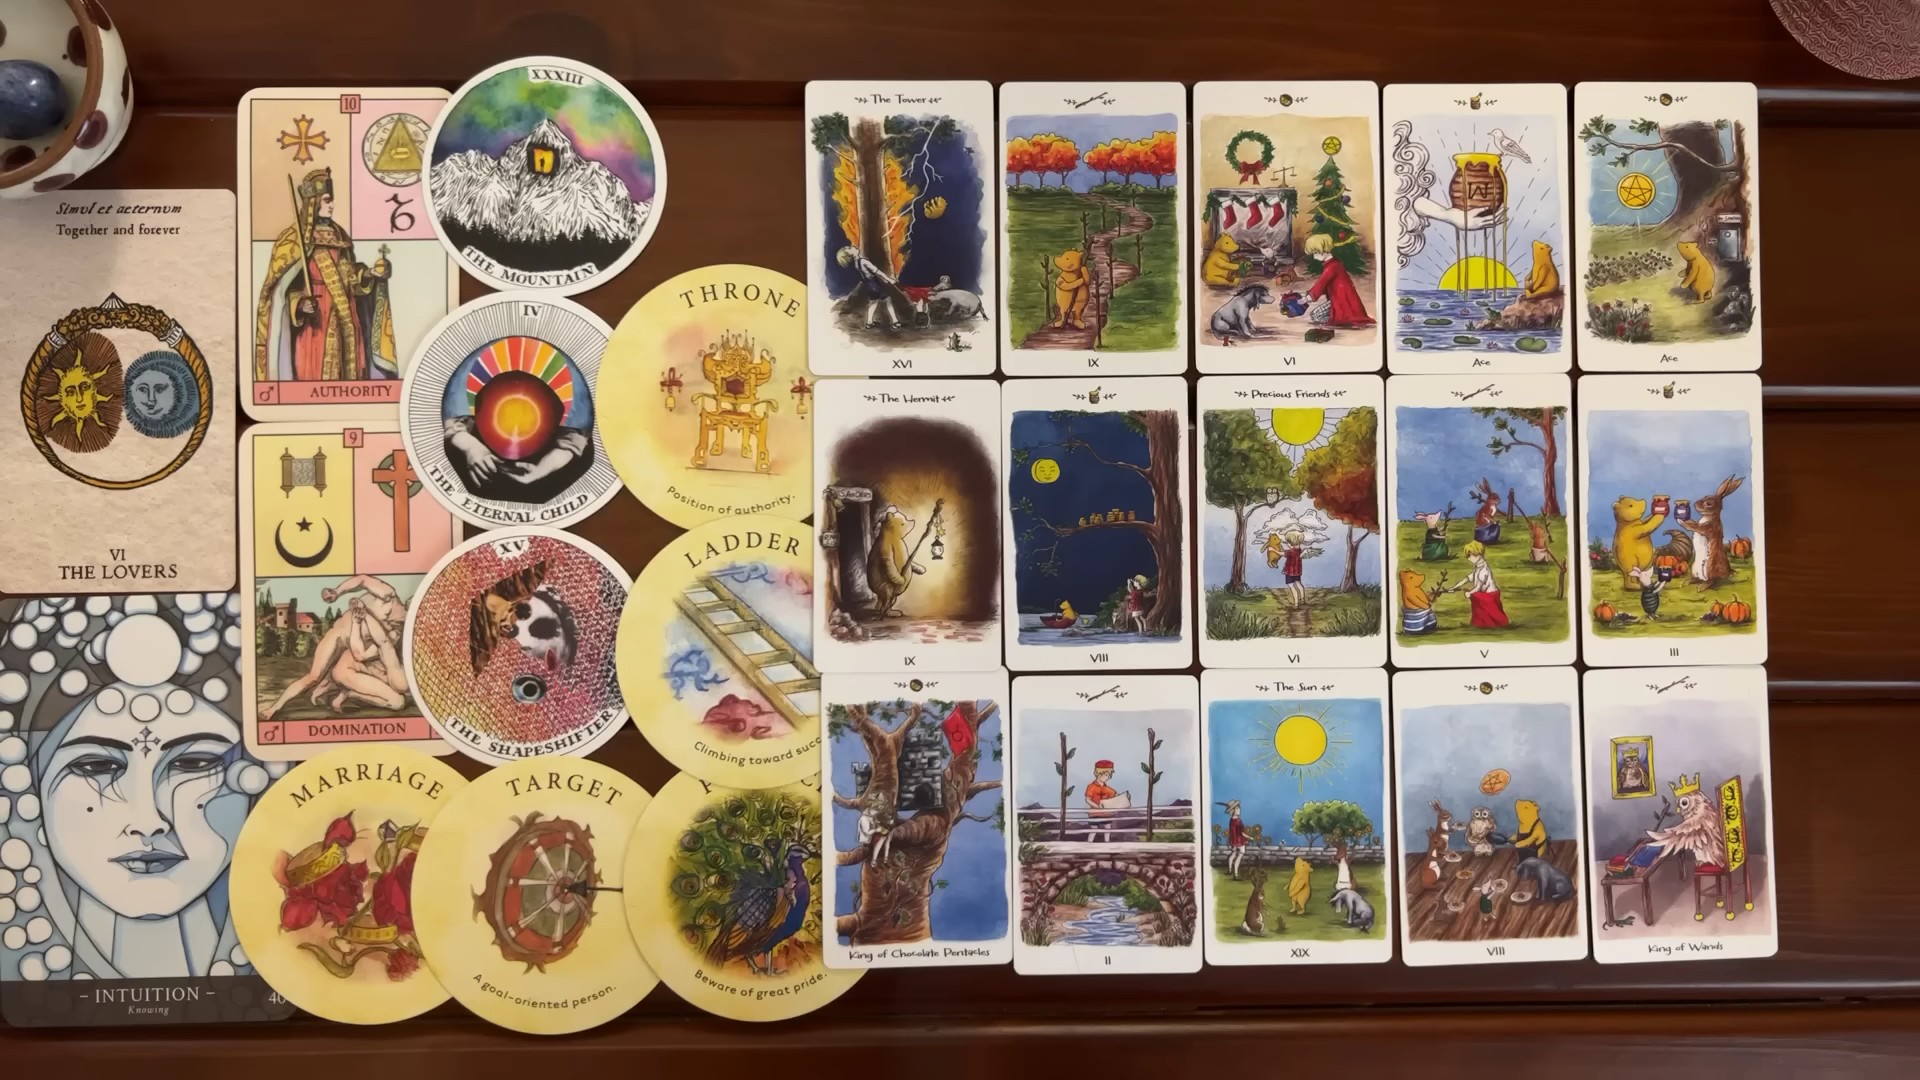 Simul et aeternum
Together and forever
VI
THE LOVERS
– INTUITION –
Knowing
40
10
AUTHORITY
9
DOMINATION
XXXIII
THE MOUNTAIN
IV
THE ETERNAL CHILD
XV
THE SHAPESHIFTER
THRONE
Position of authority.
LADDER
Climbing toward succ
MARRIAGE
TARGET
A goal-oriented person.
Beware of great pride.
The Tower
XVI
IX
VI
Ace
Ace
The Hermit
IX
VIII
Precious Friends
VI
V
III
King of Chocolate Pentacles
II
The Sun
XIX
VIII
King of Wands